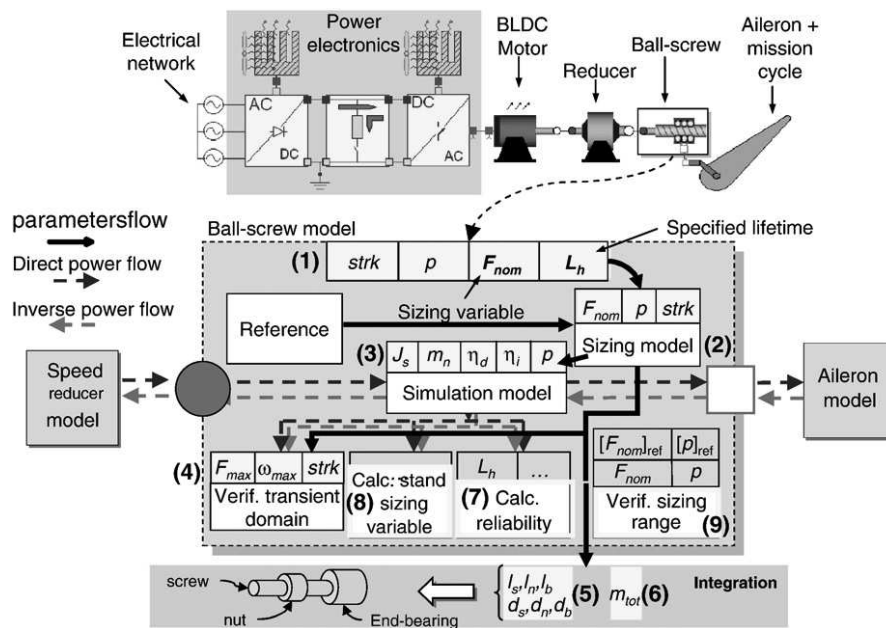 Power
electronics
Electrical
network
BLDC
Motor
Reducer
Ball-screw
Aileron +
mission
cycle
AC
DC
DC
AC
parametersflow
Direct power flow
Inverse power flow
Ball-screw model
Specified lifetime
(1) strk p F_nom L_h
Sizing variable
Reference
F_nom p strk
Sizing model (2)
(3) J_s m_n η_d η_i p
Simulation model
Speed
reducer
model
Aileron
model
(4) F_max ω_max strk
Verif. transient
domain
Calc: stand
(8) sizing
variable
L_h ...
(7) Calc.
reliability
[F_nom]_ref [p]_ref
F_nom p
Verif. sizing
range (9)
screw
nut
End-bearing
l_s, l_n, l_b
d_s, d_n, d_b
(5)
m_tot (6)
Integration